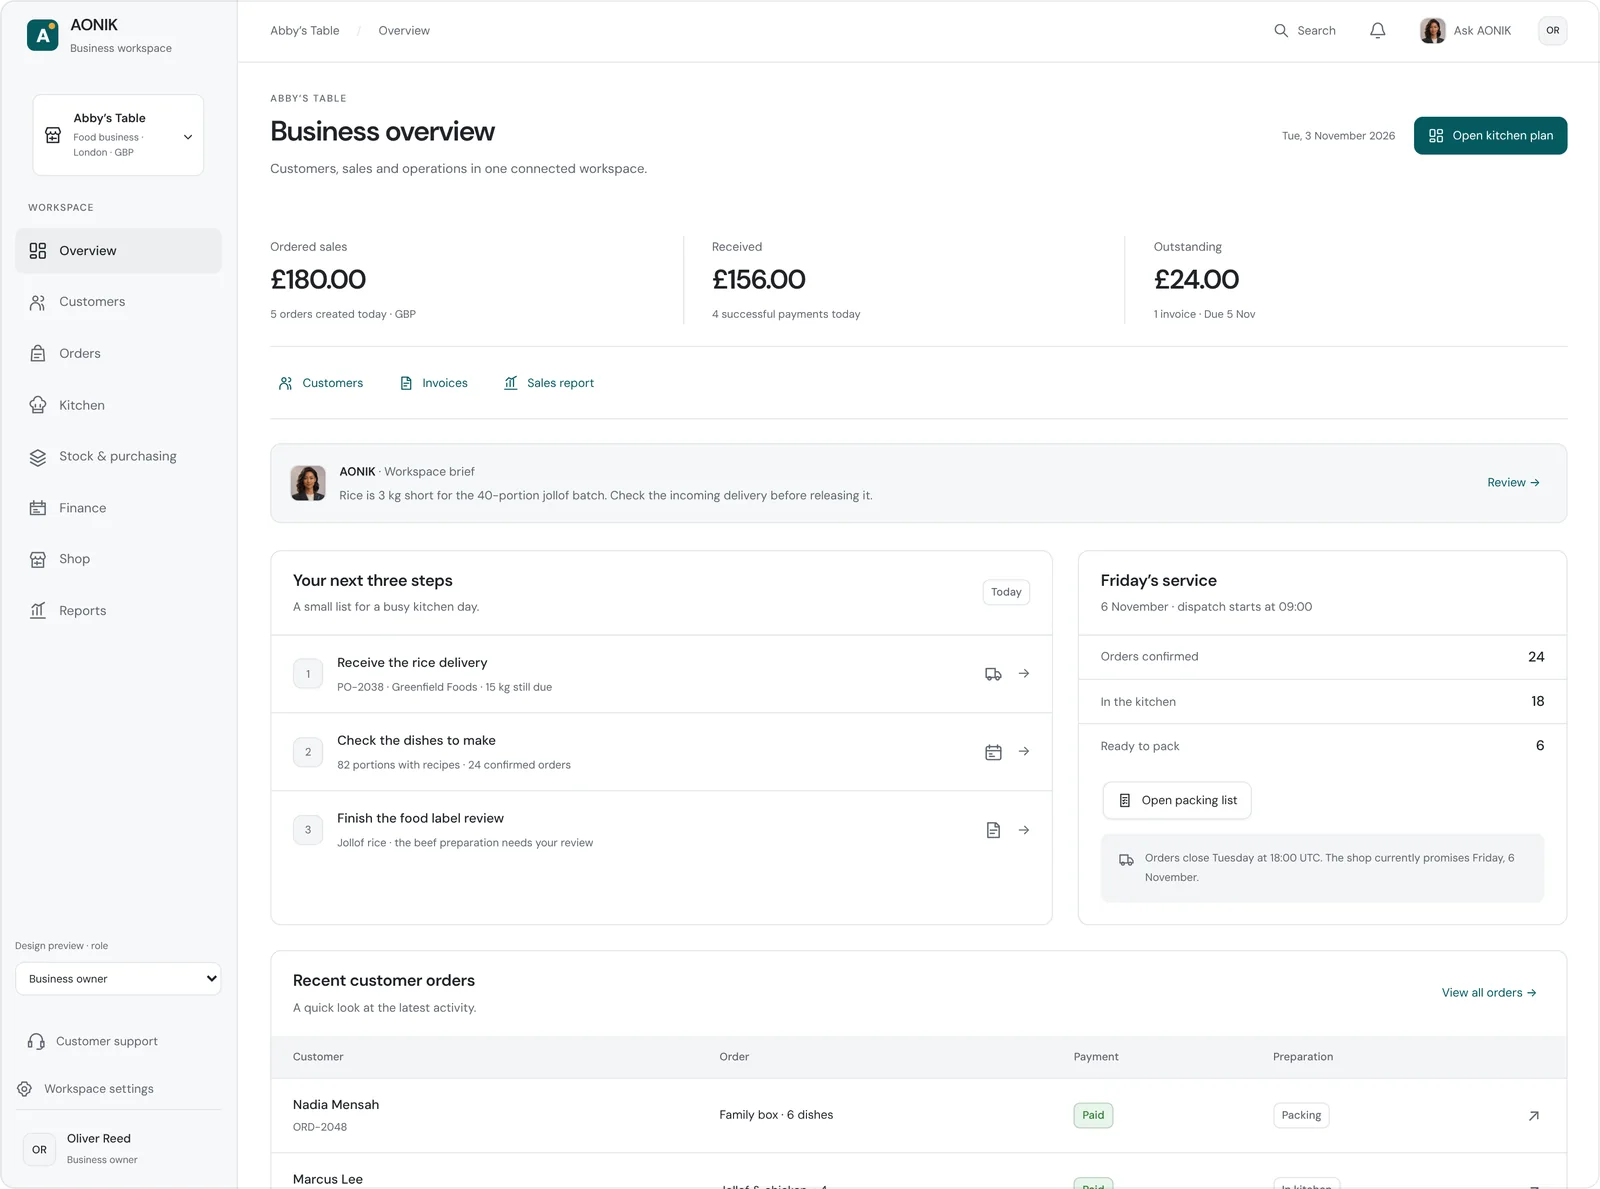 A
AONIK
Business workspace
Abby's Table
Food business ·
London · GBP
WORKSPACE
Overview
Customers
Orders
Kitchen
Stock & purchasing
Finance
Shop
Reports
Design preview · role
Business owner
Customer support
Workspace settings
OR
Oliver Reed
Business owner
Abby's Table / Overview
Search
Ask AONIK
OR
ABBY'S TABLE
Business overview
Customers, sales and operations in one connected workspace.
Tue, 3 November 2026
Open kitchen plan
Ordered sales
£180.00
5 orders created today · GBP
Received
£156.00
4 successful payments today
Outstanding
£24.00
1 invoice · Due 5 Nov
Customers
Invoices
Sales report
AONIK · Workspace brief
Rice is 3 kg short for the 40-portion jollof batch. Check the incoming delivery before releasing it.
Review →
Your next three steps
A small list for a busy kitchen day.
Today
1
Receive the rice delivery
PO-2038 · Greenfield Foods · 15 kg still due
2
Check the dishes to make
82 portions with recipes · 24 confirmed orders
3
Finish the food label review
Jollof rice · the beef preparation needs your review
Friday's service
6 November · dispatch starts at 09:00
Orders confirmed 24
In the kitchen 18
Ready to pack 6
Open packing list
Orders close Tuesday at 18:00 UTC. The shop currently promises Friday, 6
November.
Recent customer orders
A quick look at the latest activity.
View all orders →
Customer Order Payment Preparation
Nadia Mensah
ORD-2048
Family box · 6 dishes
Paid
Packing
Marcus Lee